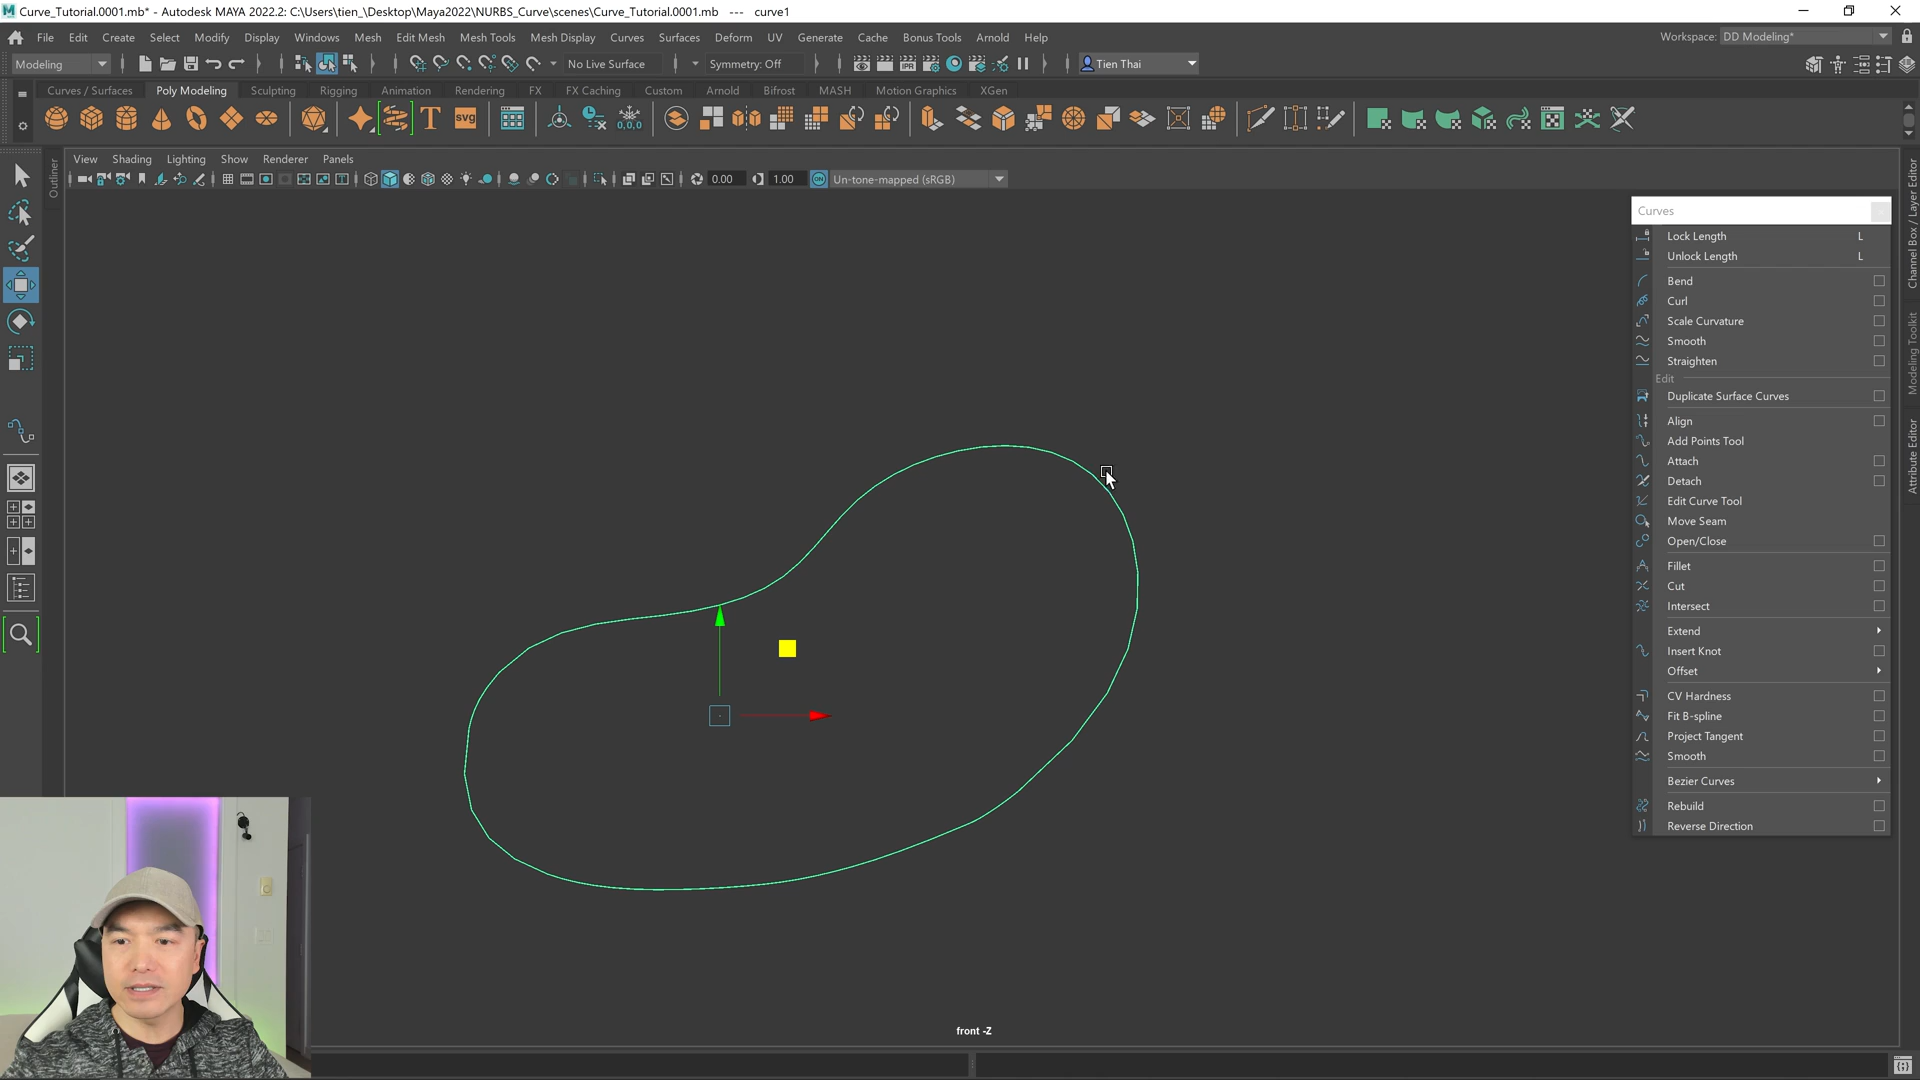 Curve_Tutorial.0001.mb* - Autodesk MAYA 2022.2: C:\Users\tien_\Desktop\Maya2022\NURBS_Curve\scenes\Curve_Tutorial.0001.mb --- curve1
File Edit Create Select Modify Display Windows Mesh Edit Mesh Mesh Tools Mesh Display Curves Surfaces Deform UV Generate Cache Bonus Tools Arnold Help
Workspace: DD Modeling*
Modeling No Live Surface Symmetry: Off Tien Thai
Curves / Surfaces Poly Modeling Sculpting Rigging Animation Rendering FX FX Caching Custom Arnold Bifrost MASH Motion Graphics XGen
T SVG 0,0,0
View Shading Lighting Show Renderer Panels
0.00 1.00 ON Un-tone-mapped (sRGB)
Outliner
Channel Box / Layer Editor
Modeling Toolkit
Attribute Editor
Curves
Lock Length L
Unlock Length L
Bend
Curl
Scale Curvature
Smooth
Straighten
Edit
Duplicate Surface Curves
Align
Add Points Tool
Attach
Detach
Edit Curve Tool
Move Seam
Open/Close
Fillet
Cut
Intersect
Extend
Insert Knot
Offset
CV Hardness
Fit B-spline
Project Tangent
Smooth
Bezier Curves
Rebuild
Reverse Direction
front -Z